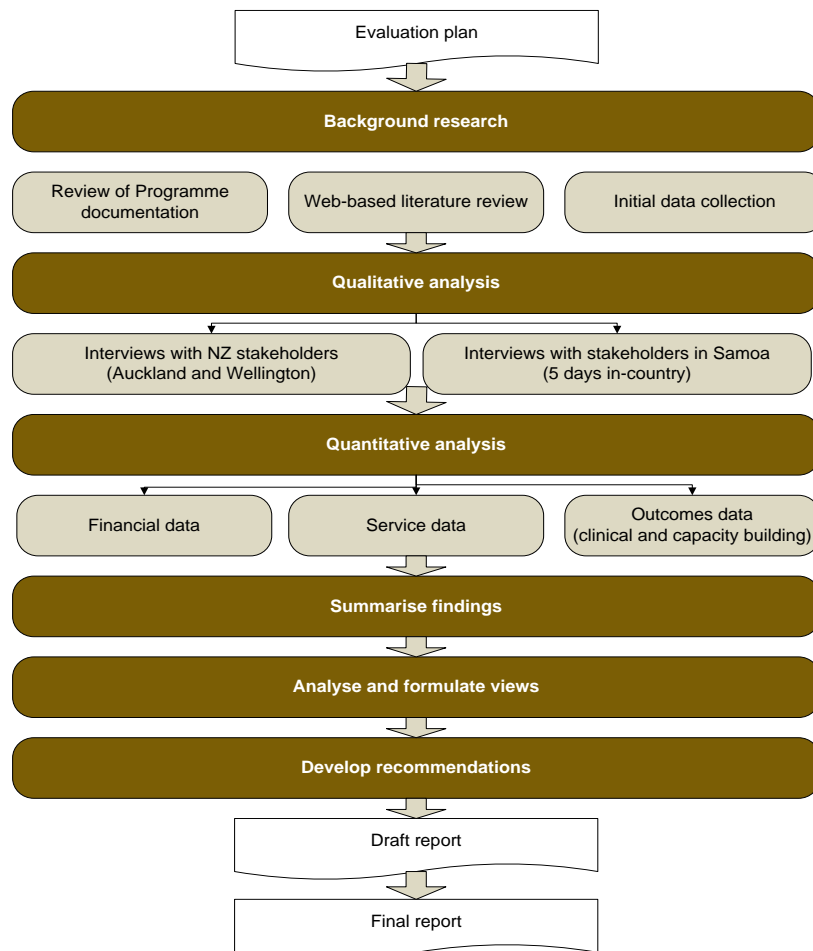 Evaluation plan
Background research
Review of Programme
documentation
Web-based literature review
Initial data collection
Qualitative analysis
Interviews with NZ stakeholders
(Auckland and Wellington)
Interviews with stakeholders in Samoa
(5 days in-country)
Quantitative analysis
Financial data
Service data
Outcomes data
(clinical and capacity building)
Summarise findings
Analyse and formulate views
Develop recommendations
Draft report
Final report